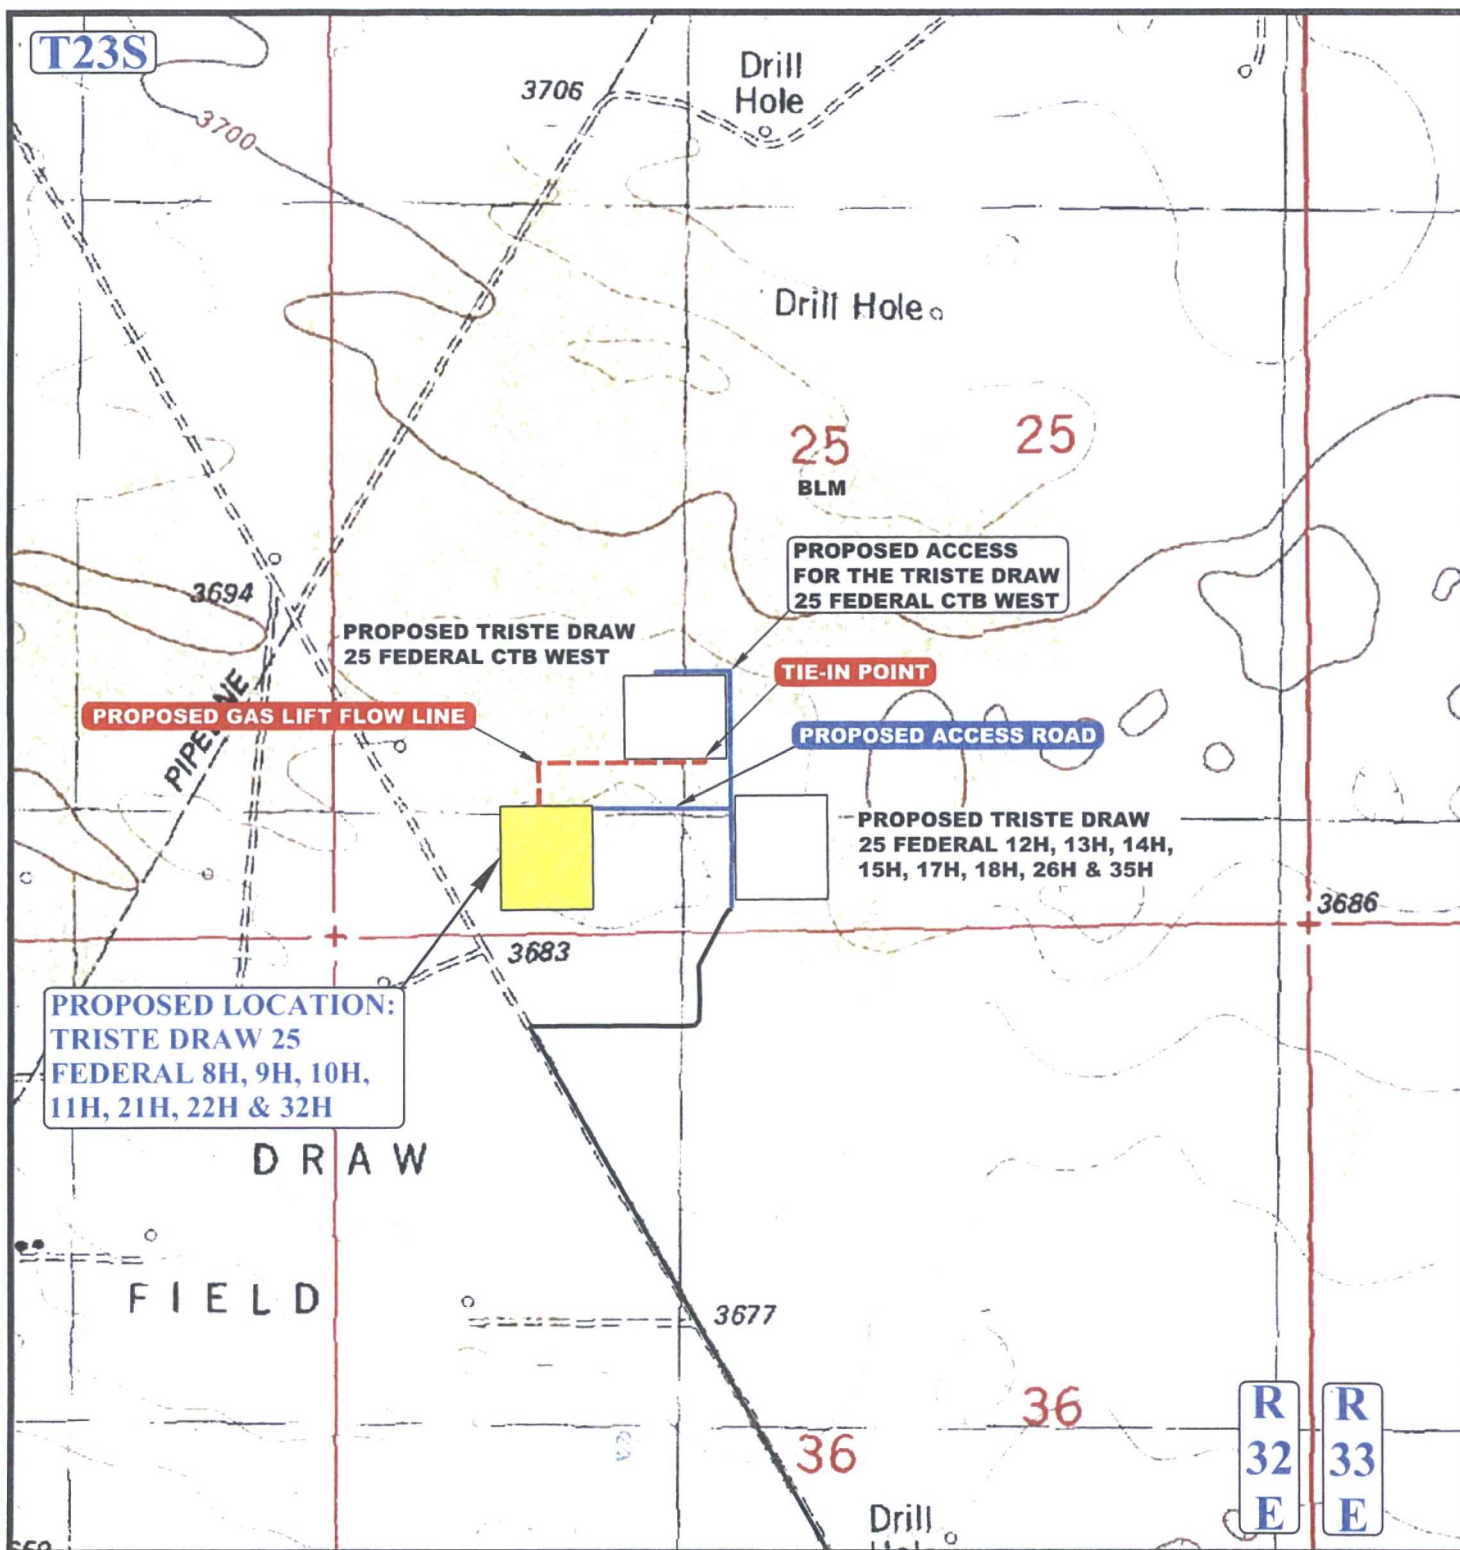 T23S
Drill
Hole
3706
3700
Drill Hole
25
25
BLM
PROPOSED ACCESS
FOR THE TRISTE DRAW
25 FEDERAL CTB WEST
3694
PROPOSED TRISTE DRAW
25 FEDERAL CTB WEST
TIE-IN POINT
PROPOSED GAS LIFT FLOW LINE
PROPOSED ACCESS ROAD
PROPOSED TRISTE DRAW
25 FEDERAL 12H, 13H, 14H,
15H, 17H, 18H, 26H & 35H
3686
3683
PROPOSED LOCATION:
TRISTE DRAW 25
FEDERAL 8H, 9H, 10H,
11H, 21H, 22H & 32H
DRAW
FIELD
3677
36
36
R
32
E
R
33
E
Drill